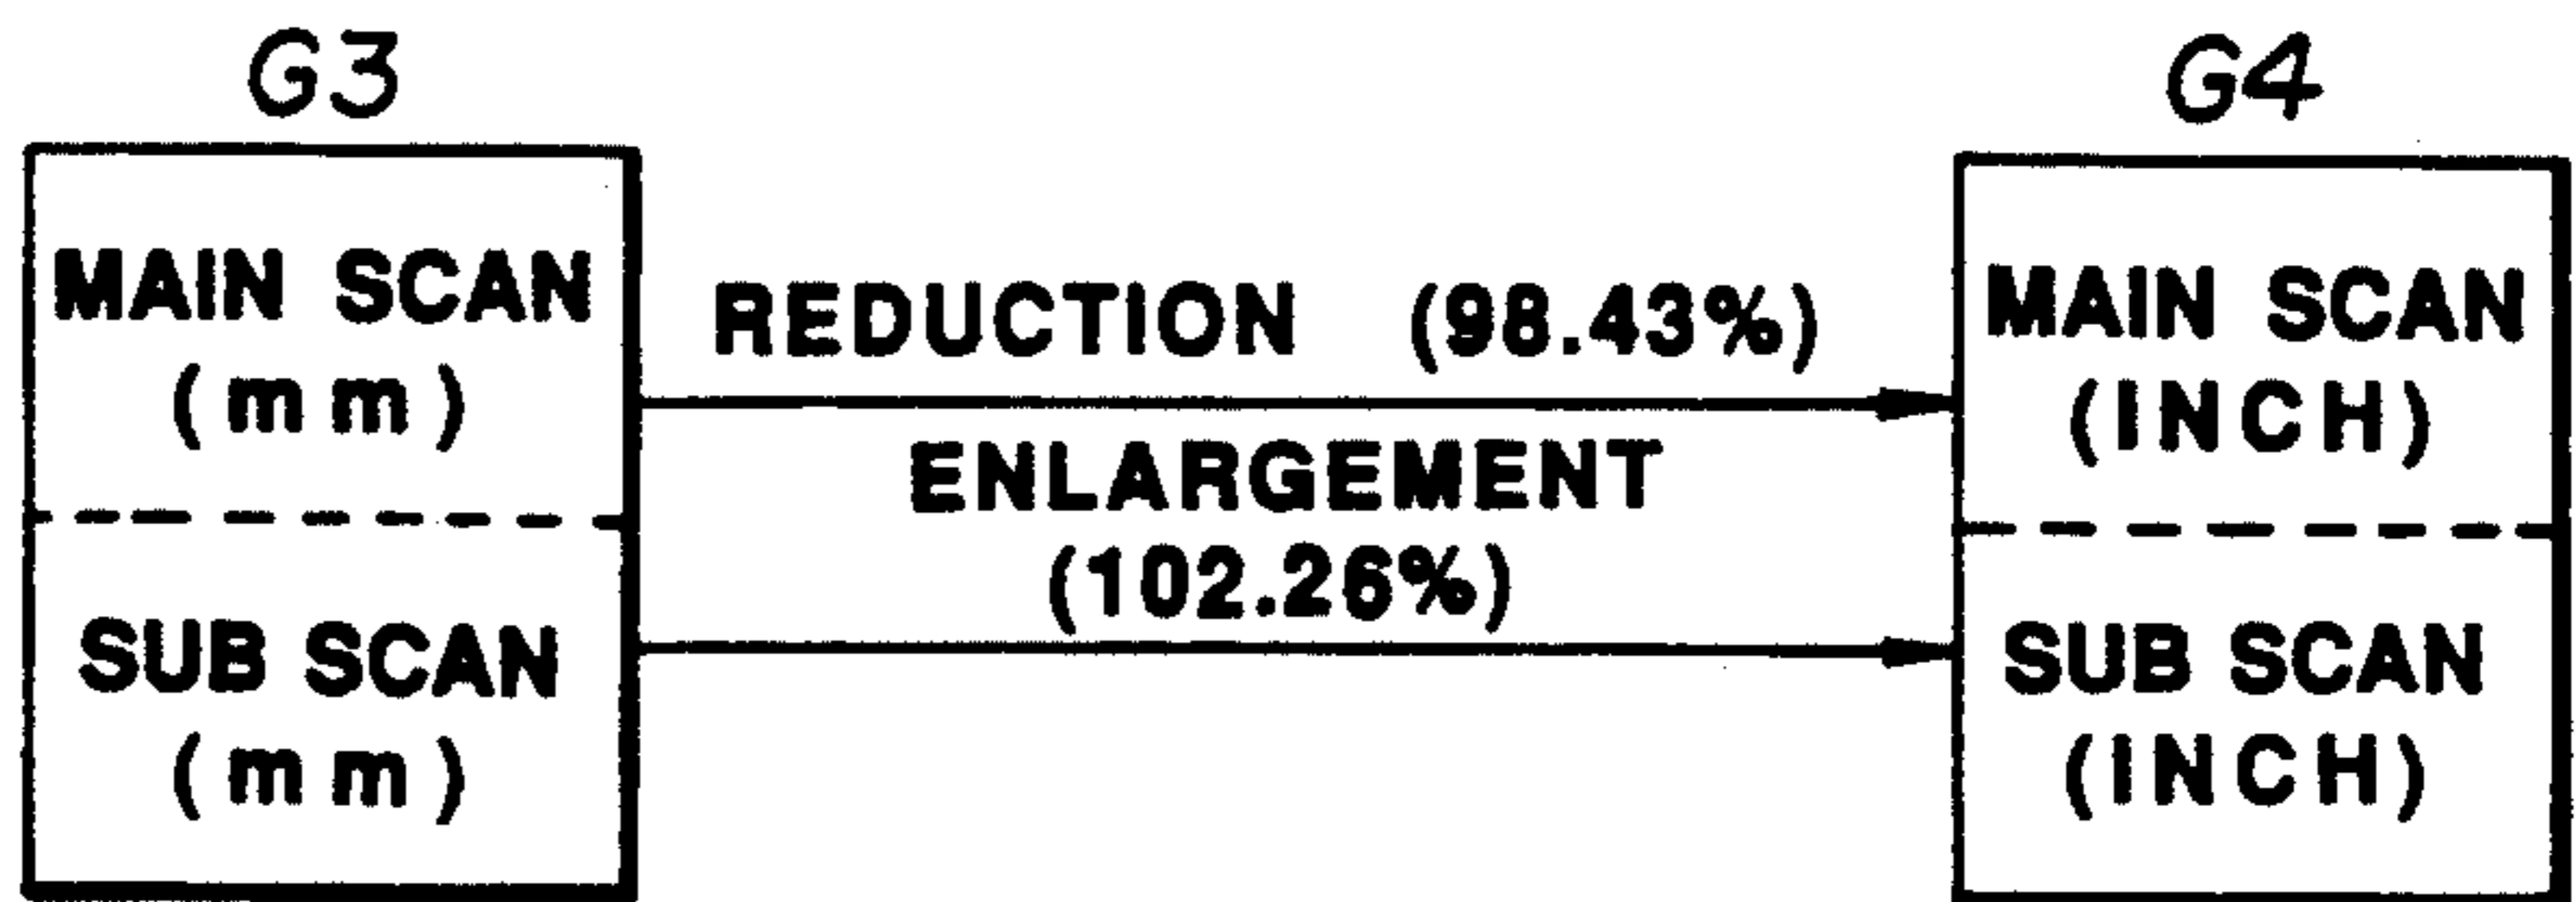 G3
MAIN SCAN
(mm)
SUB SCAN
(mm)
REDUCTION (98.43%)
ENLARGEMENT
(102.26%)
G4
MAIN SCAN
(INCH)
SUB SCAN
(INCH)